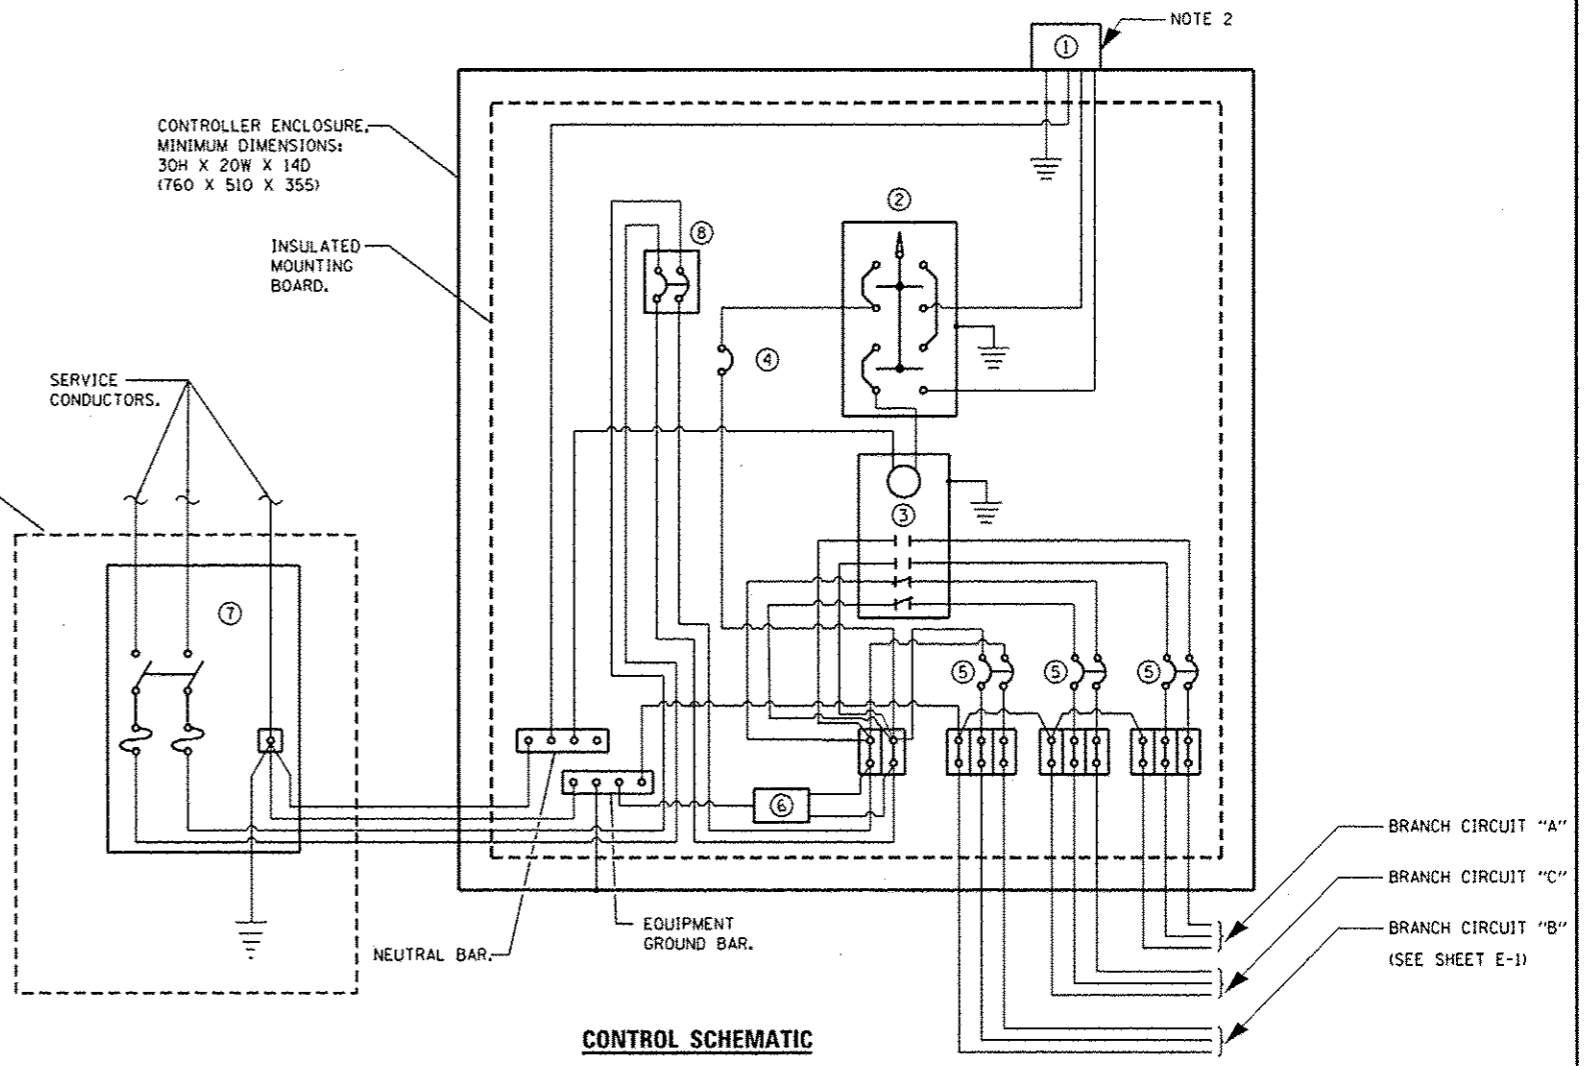 NOTE 2
①
CONTROLLER ENCLOSURE,
MINIMUM DIMENSIONS:
30H X 20W X 14D
(760 X 510 X 355)
②
⑧
INSULATED
MOUNTING
BOARD.
④
SERVICE
CONDUCTORS.
③
⑦
⑤ ⑤ ⑤
⑥
BRANCH CIRCUIT "A"
BRANCH CIRCUIT "C"
BRANCH CIRCUIT "B"
(SEE SHEET E-1)
EQUIPMENT
GROUND BAR.
NEUTRAL BAR.
CONTROL SCHEMATIC